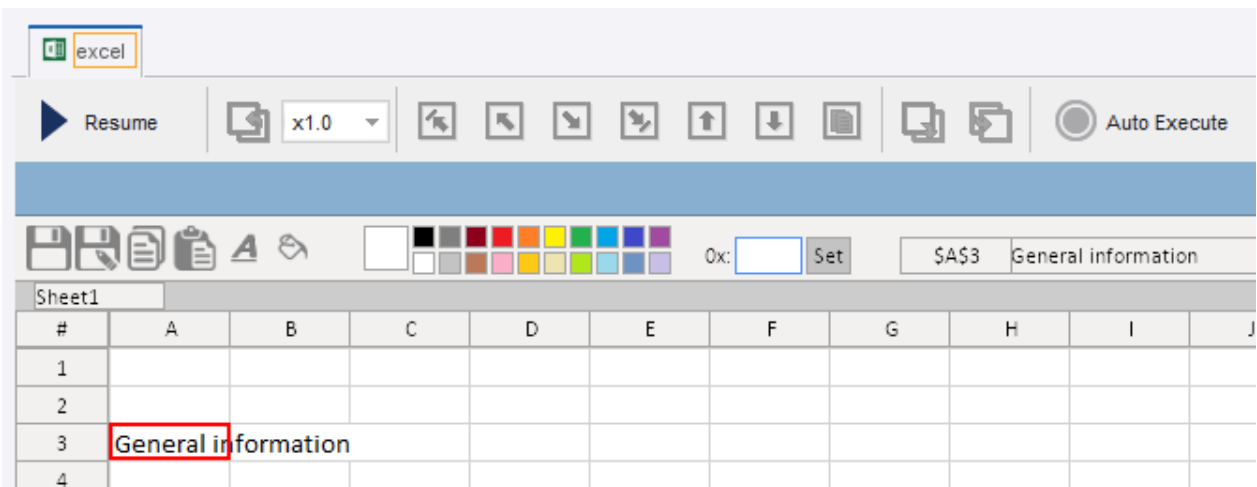 excel
Resume x1.0 Auto Execute
0x: Set $A$3 General information
Sheet1
# A B C D E F G H I J
1
2
3 General information
4